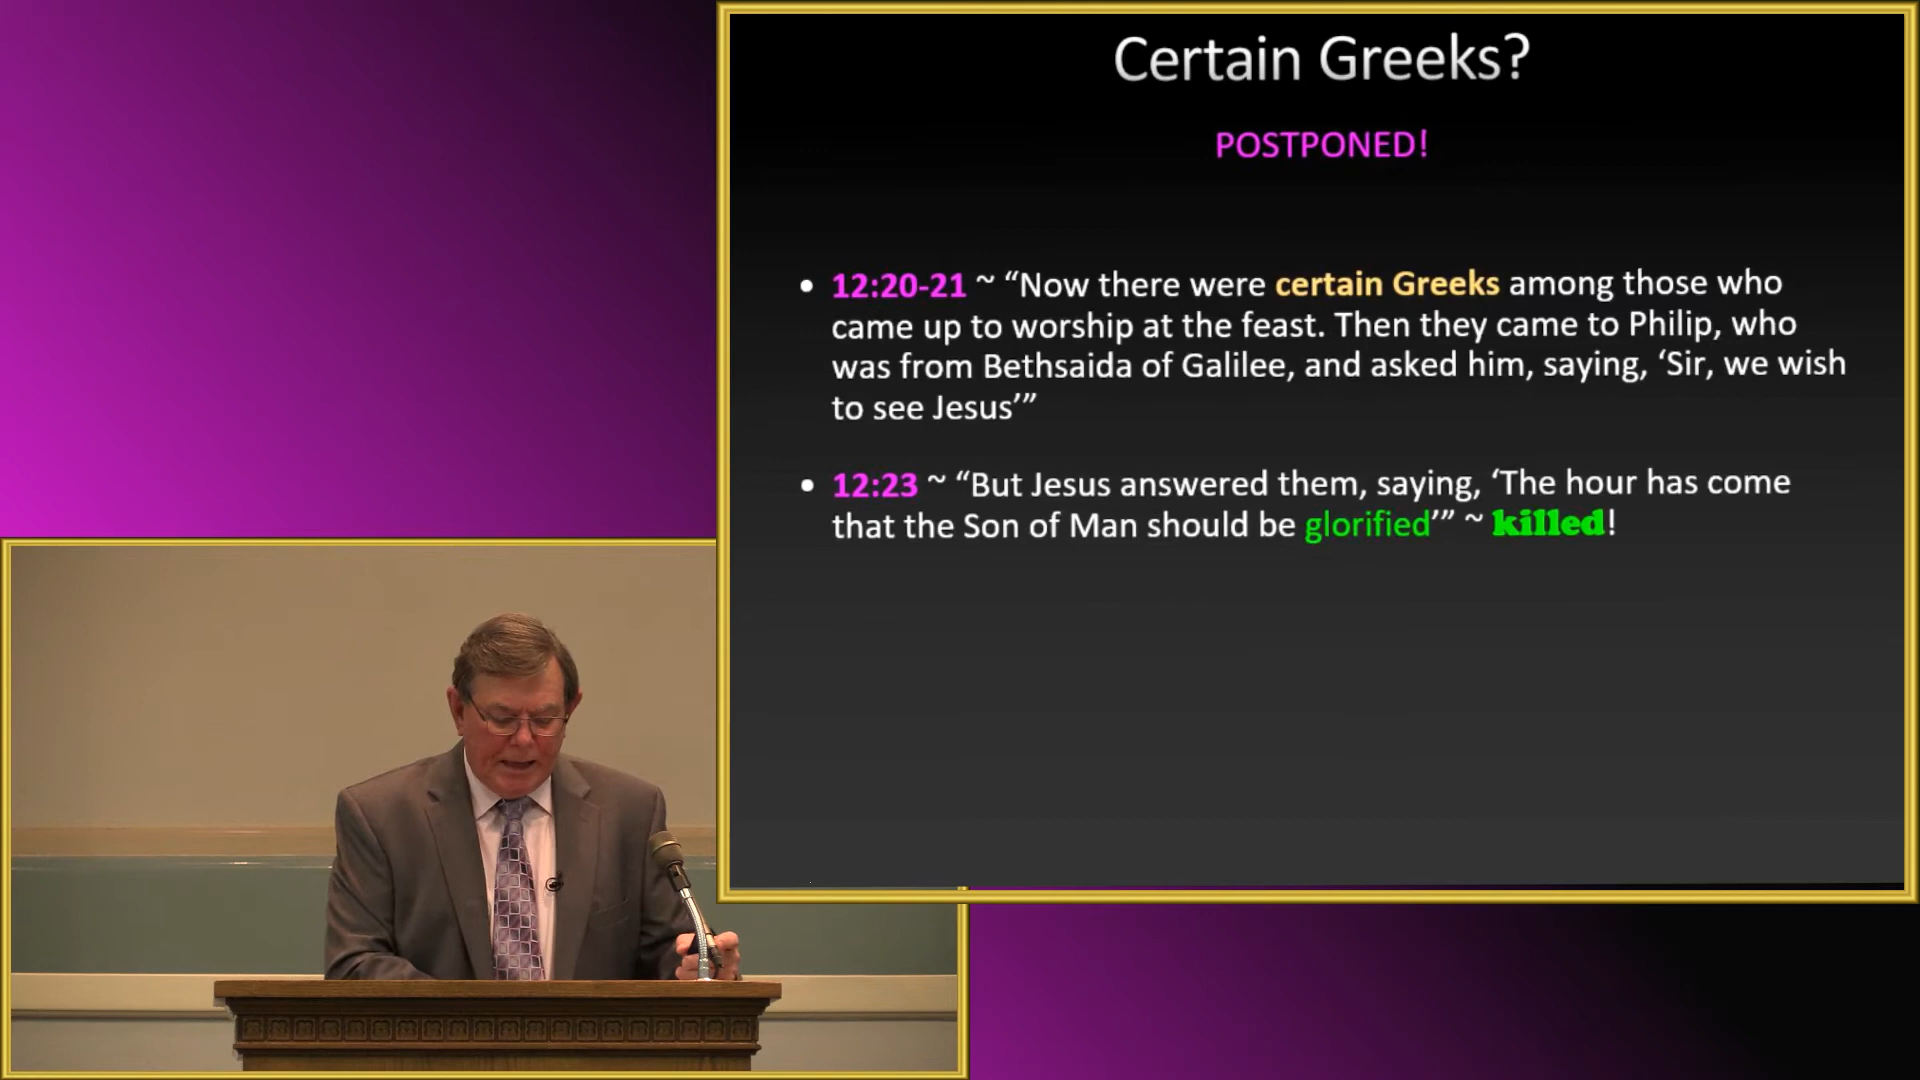 Certain Greeks?
POSTPONED!
• 12:20-21 ~ “Now there were certain Greeks among those who
came up to worship at the feast. Then they came to Philip, who
was from Bethsaida of Galilee, and asked him, saying, ‘Sir, we wish
to see Jesus’”
• 12:23 ~ “But Jesus answered them, saying, ‘The hour has come
that the Son of Man should be glorified’” ~ killed!